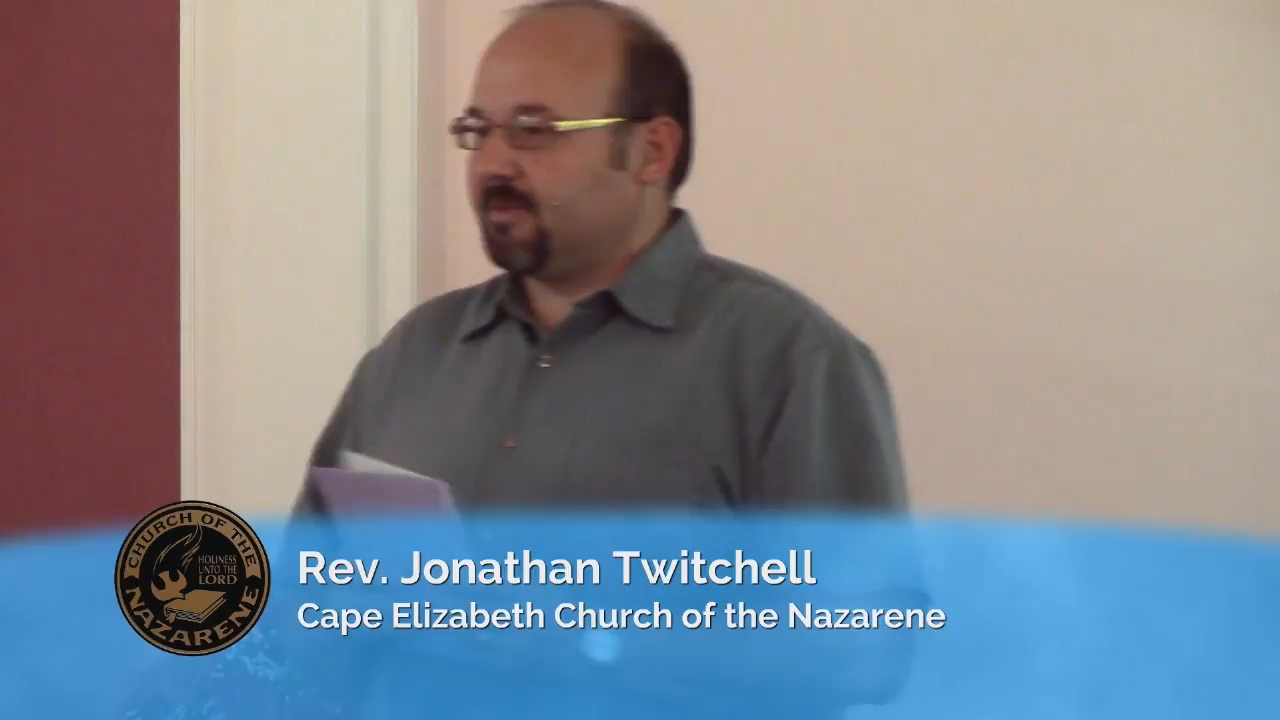 CHURCH OF THE
HOLINESS
UNTO THE
LORD
NAZARENE
Rev. Jonathan Twitchell
Cape Elizabeth Church of the Nazarene